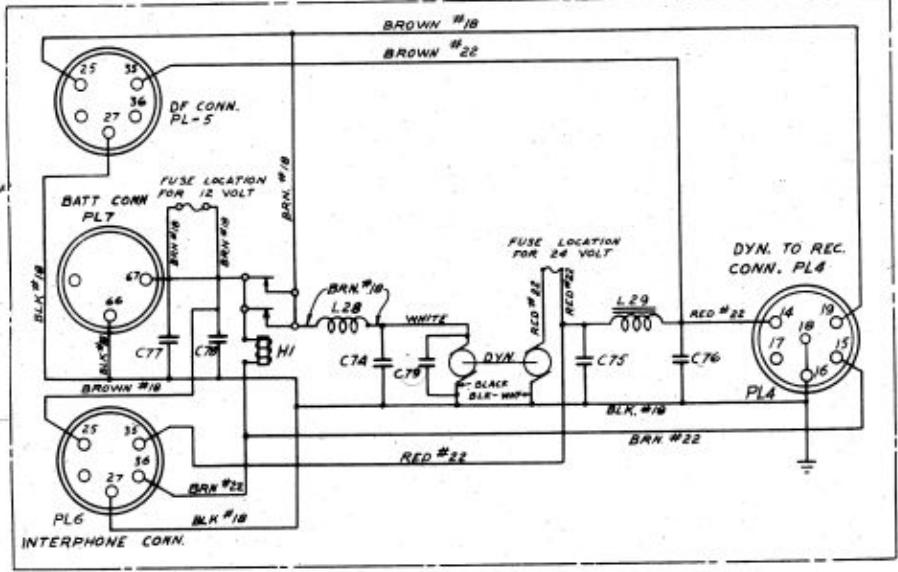 BROWN #18
BROWN #22
25
35
36
27
DF CONN.
PL-5
BATT CONN
PL7
FUSE LOCATION
FOR 12 VOLT
BRN #18
BRN #18
BRN. #18
BLK #18
67
66
BLK #18
C77
C78
BROWN #18
H1
BRN. #18
L28
WHITE
C74
C79
DYN.
BLACK
BLK-WHT
FUSE LOCATION
FOR 24 VOLT
RED #22
RED #22
L29
C75
C76
RED #22
DYN. TO REC.
CONN. PL4
14
19
18
17
15
16
PL4
BLK. #18
BRN. #22
25
35
36
27
RED #22
BRN #22
BLK #18
PL6
INTERPHONE CONN.